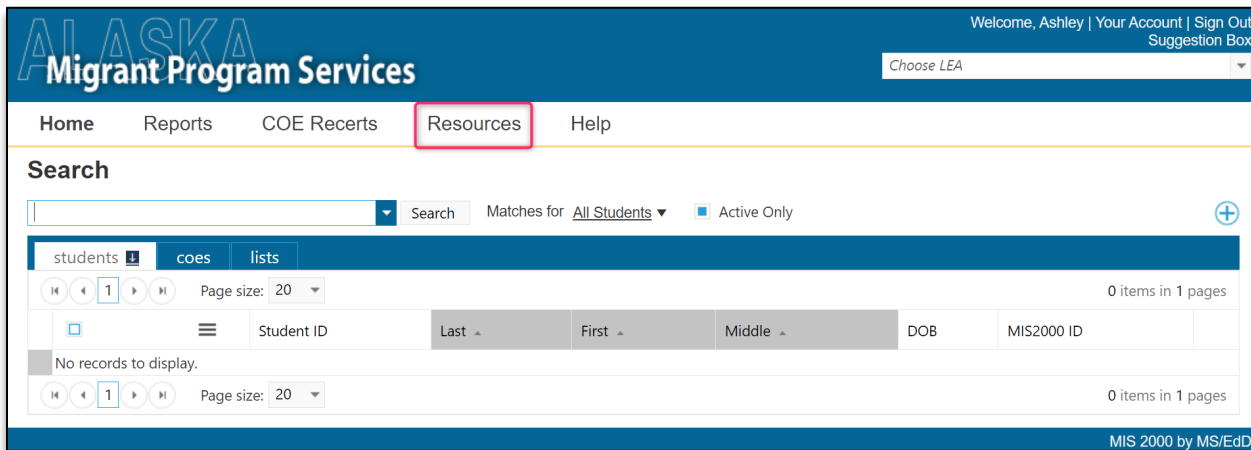 Welcome, Ashley | Your Account | Sign Out
Suggestion Box
ALASKA
Migrant Program Services
Choose LEA
Home Reports COE Recerts Resources Help
Search
Search Matches for All Students Active Only
students coes lists
1 Page size: 20 0 items in 1 pages
Student ID Last First Middle DOB MIS2000 ID
No records to display.
1 Page size: 20 0 items in 1 pages
MIS 2000 by MS/EdD